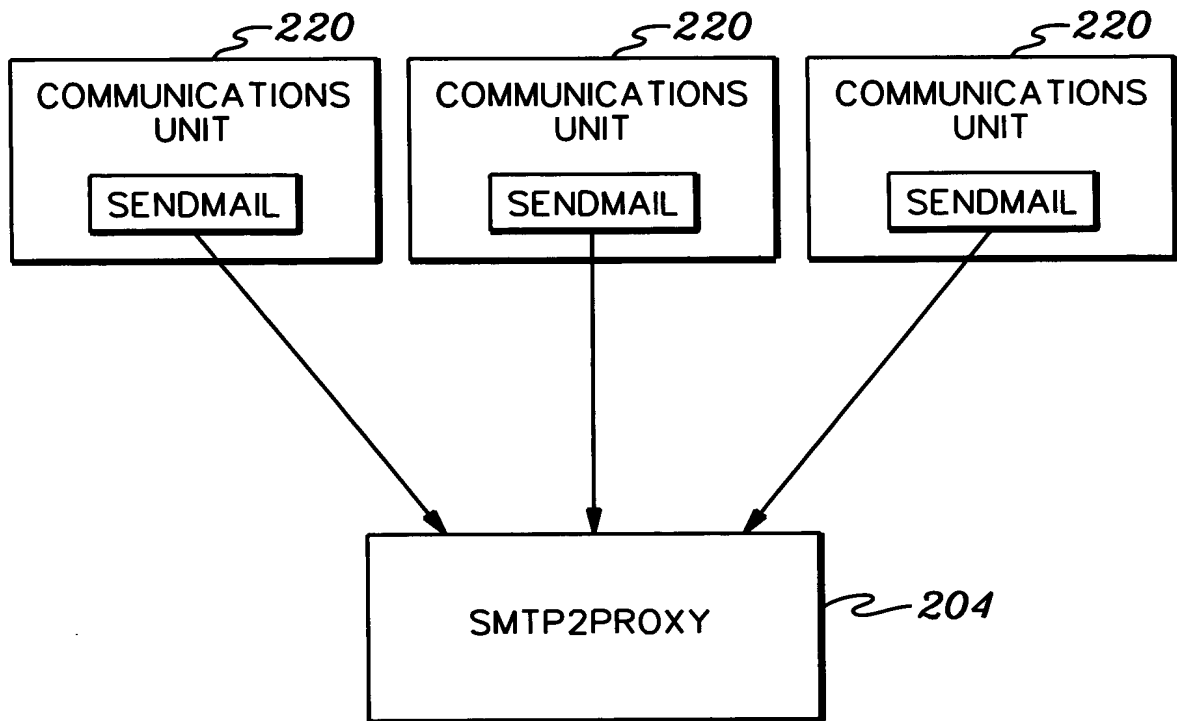 220
220
220
COMMUNICATIONS
UNIT
SENDMAIL
COMMUNICATIONS
UNIT
SENDMAIL
COMMUNICATIONS
UNIT
SENDMAIL
SMTP2PROXY
204